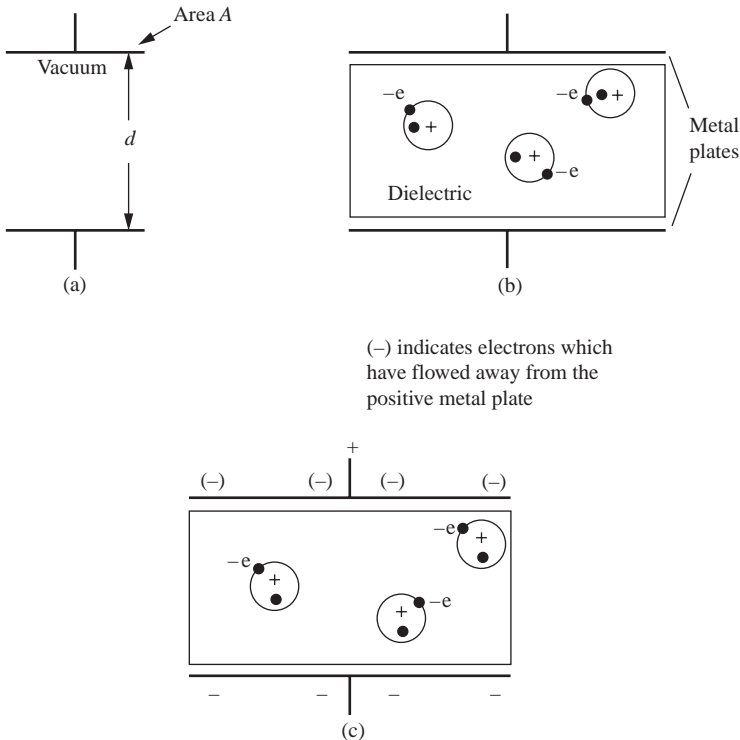 Area A
Vacuum
d
(a)
–e
+
–e
+
+
–e
Dielectric
Metal
plates
(b)
(–) indicates electrons which
have flowed away from the
positive metal plate
+
(–) (–) (–) (–)
–e
+
–e
+
+
–e
– – – –
(c)